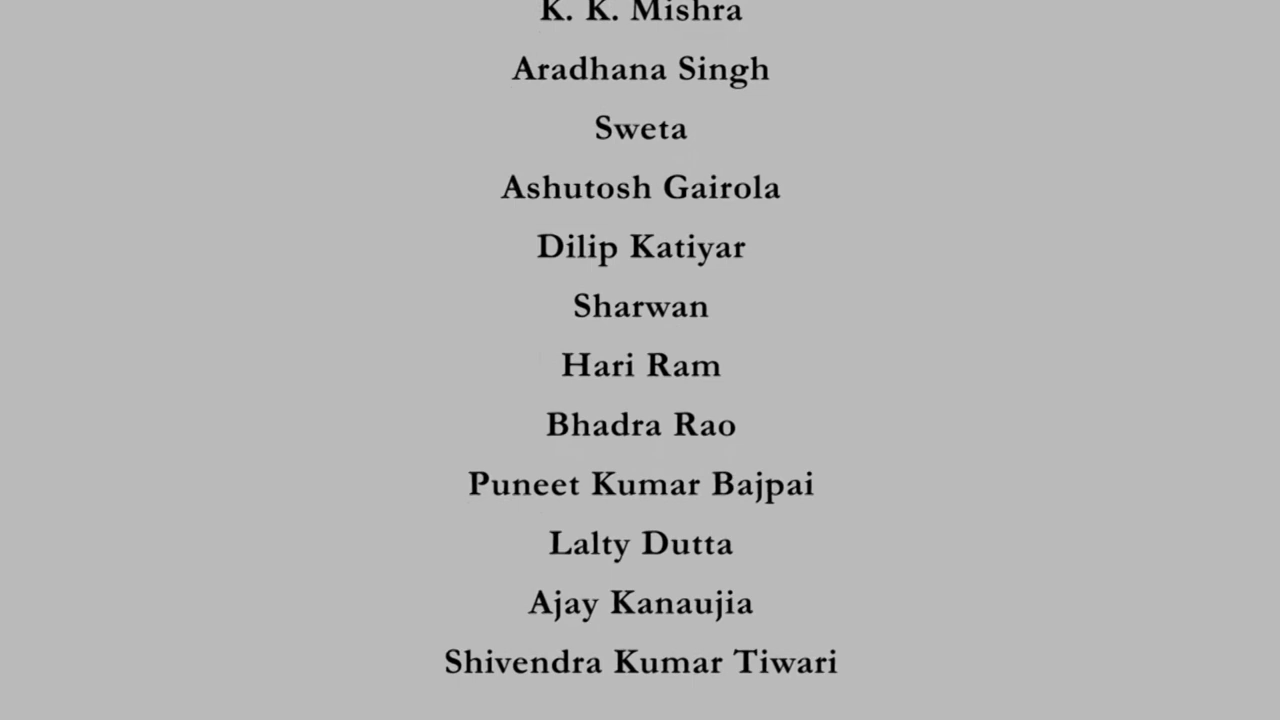 K. K. Mishra
Aradhana Singh
Sweta
Ashutosh Gairola
Dilip Katiyar
Sharwan
Hari Ram
Bhadra Rao
Puneet Kumar Bajpai
Lalty Dutta
Ajay Kanaujia
Shivendra Kumar Tiwari